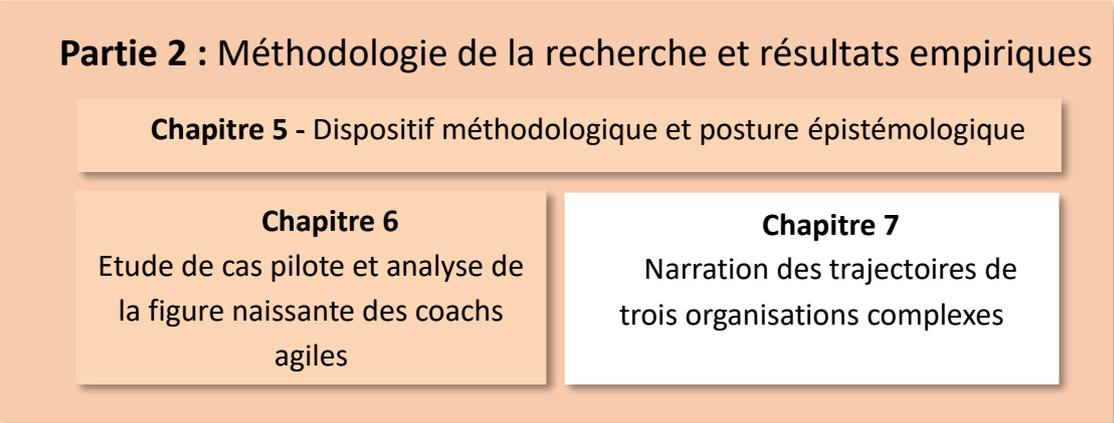 Partie 2 : Méthodologie de la recherche et résultats empiriques
Chapitre 5 - Dispositif méthodologique et posture épistémologique
Chapitre 6
Etude de cas pilote et analyse de
la figure naissante des coachs
agiles
Chapitre 7
Narration des trajectoires de
trois organisations complexes